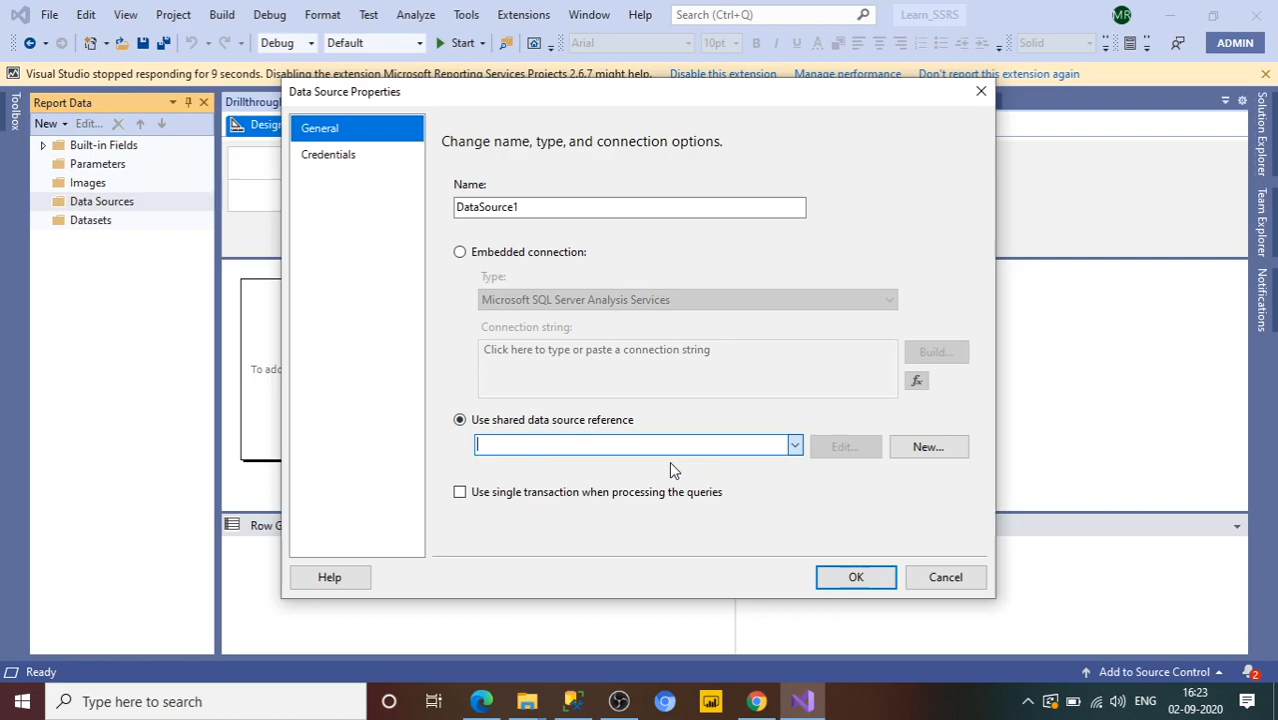 File Edit View Project Build Debug Format Test Analyze Tools Extensions Window Help Search (Ctrl+Q) Learn_SSRS MR
Debug Default Start Arial 10pt B I U A Solid ADMIN
Visual Studio stopped responding for 9 seconds. Disabling the extension Microsoft Reporting Services Projects 2.6.7 might help. Disable this extension Manage performance Don't report this extension again
Toolbox
Report Data
New Edit...
Built-in Fields
Parameters
Images
Data Sources
Datasets
Drillthroug
Desig
To add
Row G
Data Source Properties
General
Credentials
Change name, type, and connection options.
Name:
DataSource1
Embedded connection:
Type:
Microsoft SQL Server Analysis Services
Connection string:
Click here to type or paste a connection string
Build...
fx
Use shared data source reference
Edit... New...
Use single transaction when processing the queries
Help OK Cancel
Solution Explorer
Team Explorer
Notifications
Ready Add to Source Control 2
Type here to search ENG 16:23
02-09-2020